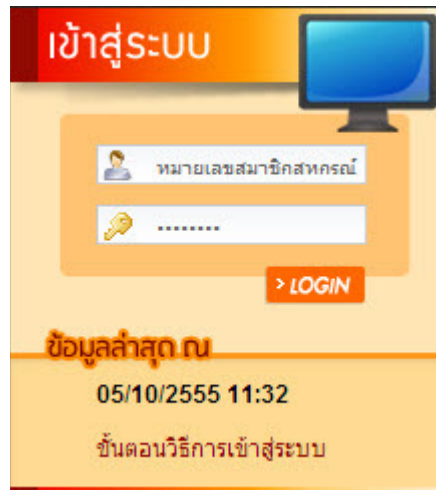 เข้าสู่ระบบ
หมายเลขสมาชิกสหกรณ์
........
> LOGIN
ข้อมูลล่าสุด ณ
05/10/2555 11:32
ขั้นตอนวิธีการเข้าสู่ระบบ